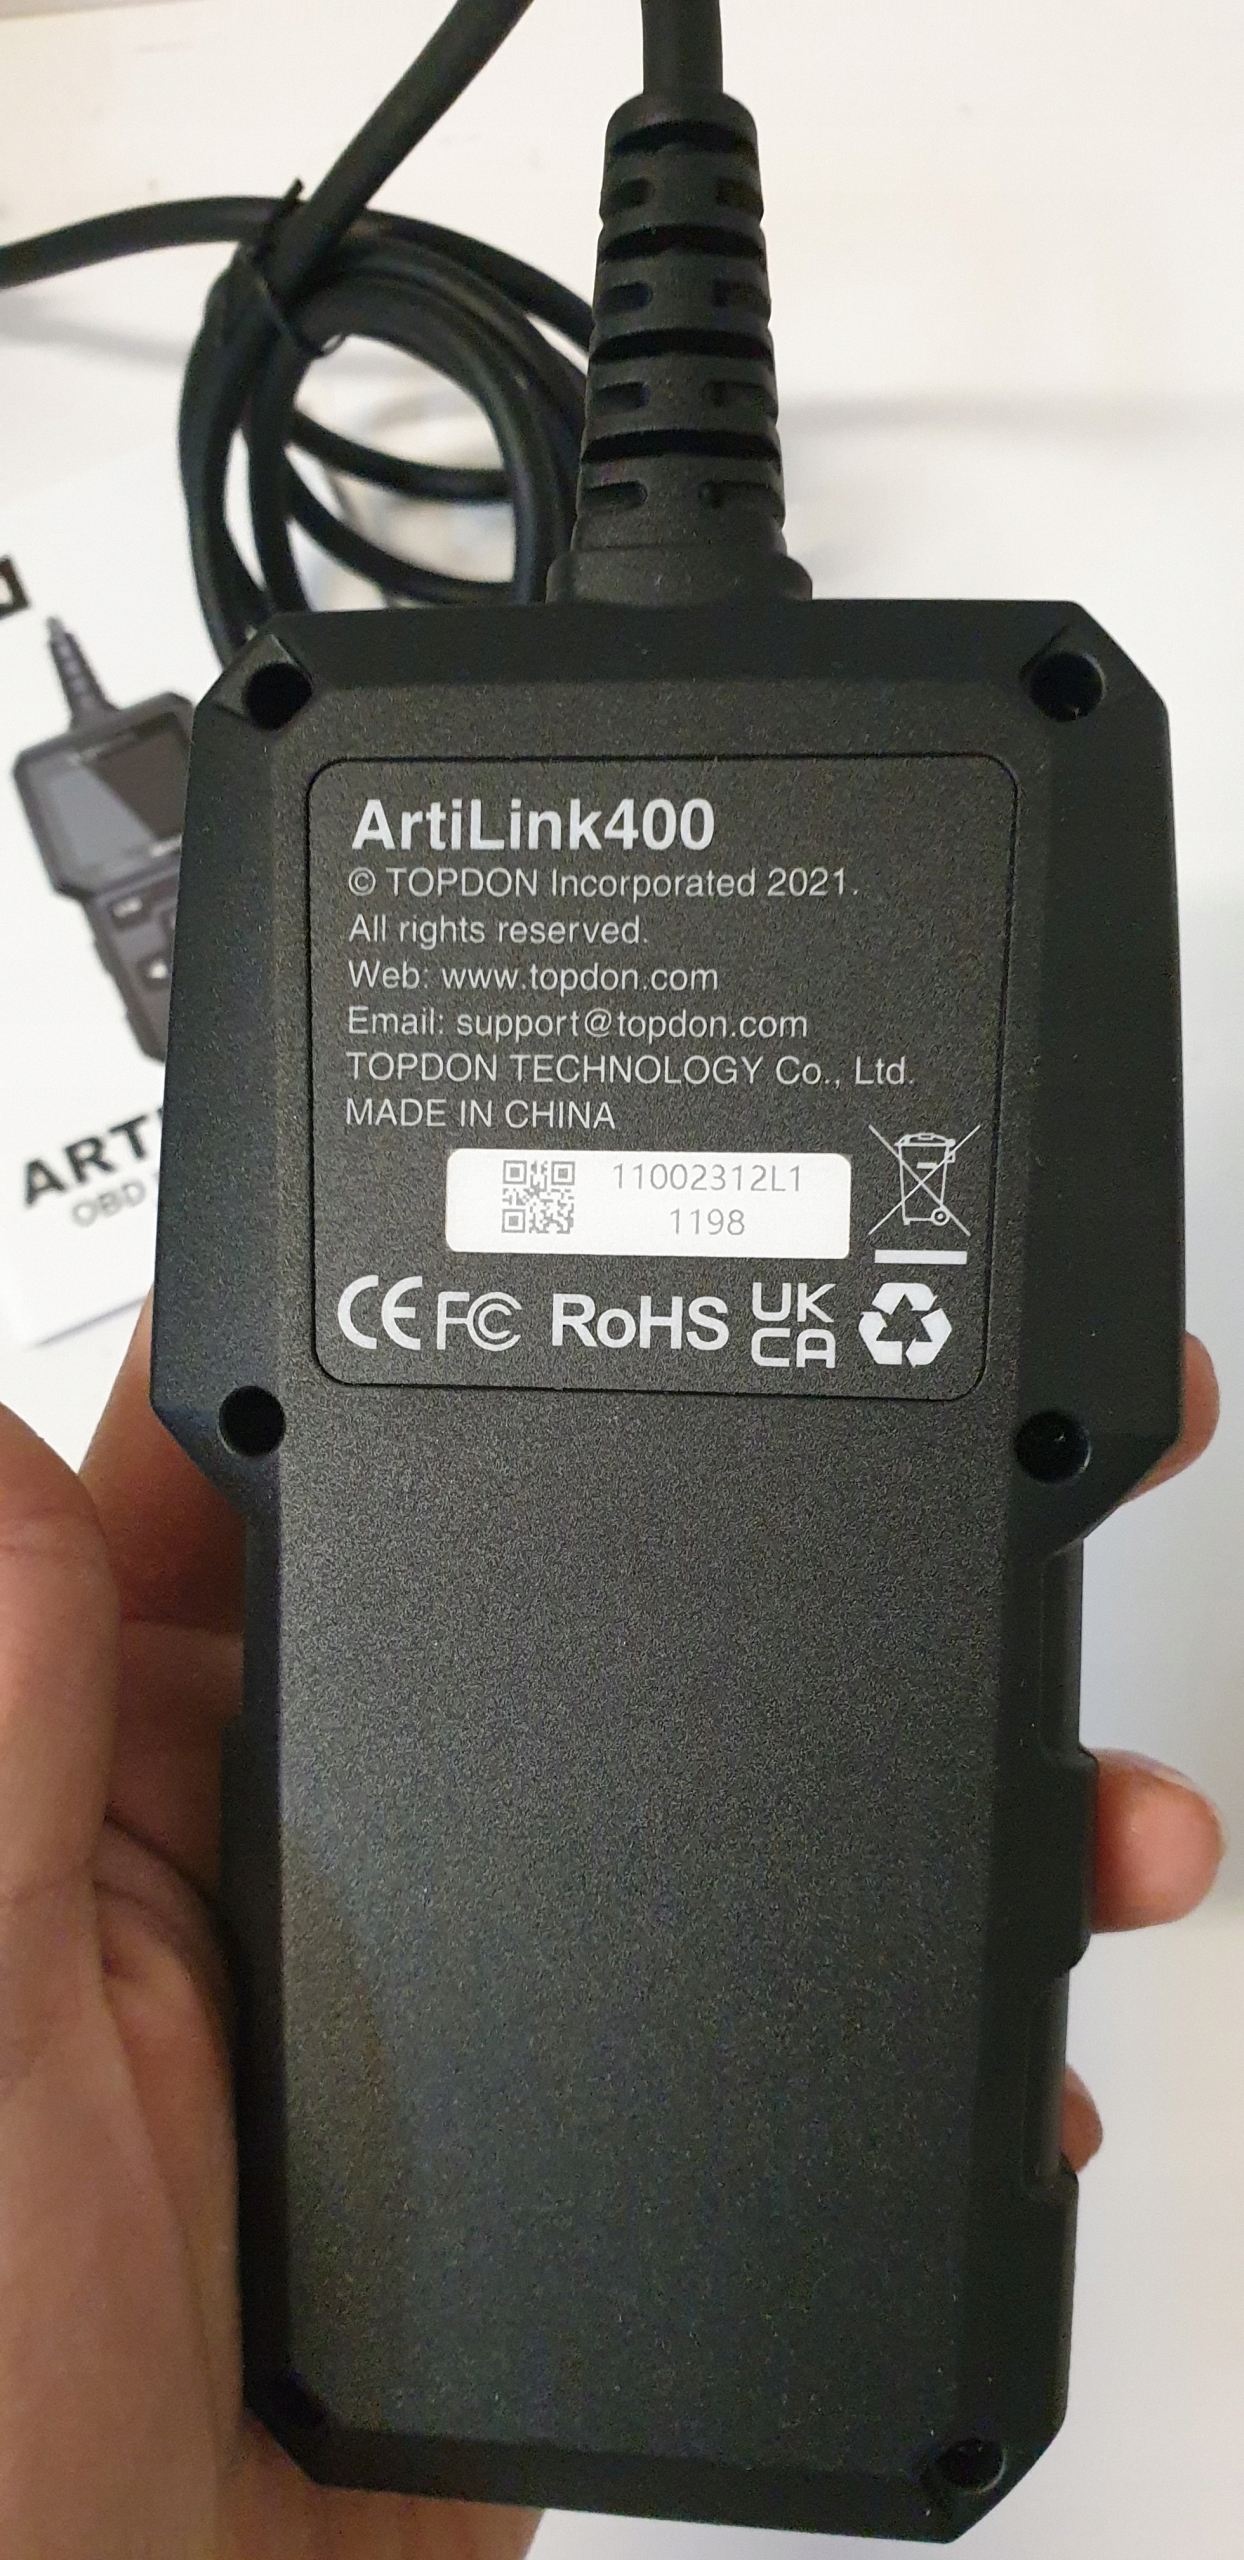 ArtiLink400
© TOPDON Incorporated 2021.
All rights reserved.
Web: www.topdon.com
Email: support@topdon.com
TOPDON TECHNOLOGY Co., Ltd.
MADE IN CHINA
11002312L1
1198
CE FC RoHS UK CA
ART
OBD